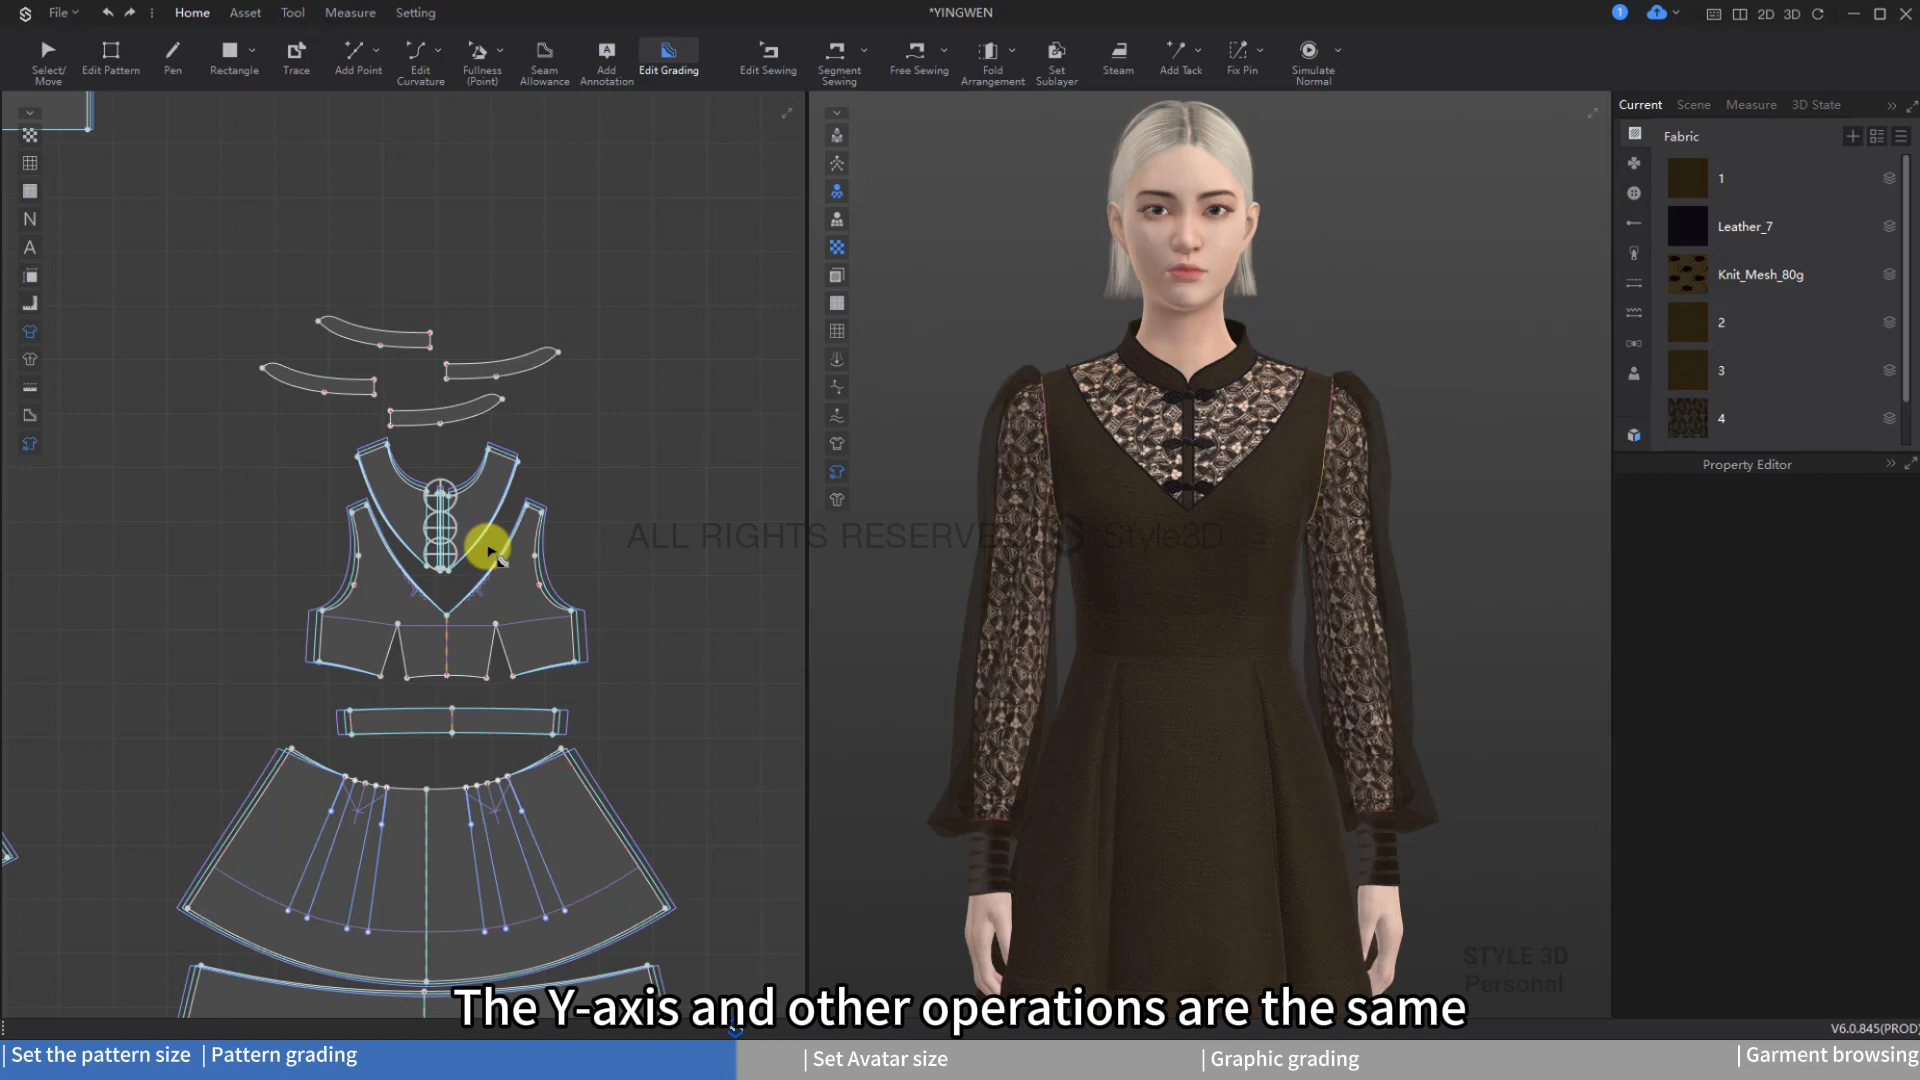 File
Home
Asset
Tool
Measure
Setting
*YINGWEN
1
2D
3D
Select/
Move
Edit Pattern
Pen
Rectangle
Trace
Add Point
Edit
Curvature
Fullness
(Point)
Seam
Allowance
Add
Annotation
Edit Grading
Edit Sewing
Segment
Sewing
Free Sewing
Fold
Arrangement
Set
Sublayer
Steam
Add Tack
Fix Pin
Simulate
Normal
Current
Scene
Measure
3D State
Fabric
1
Leather_7
Knit_Mesh_80g
2
3
4
Property Editor
ALL RIGHTS RESERVE
Style3D
STYLE 3D
Personal
The Y-axis and other operations are the same
V6.0.845(PROD)
| Set the pattern size | Pattern grading
| Set Avatar size
| Graphic grading
| Garment browsing